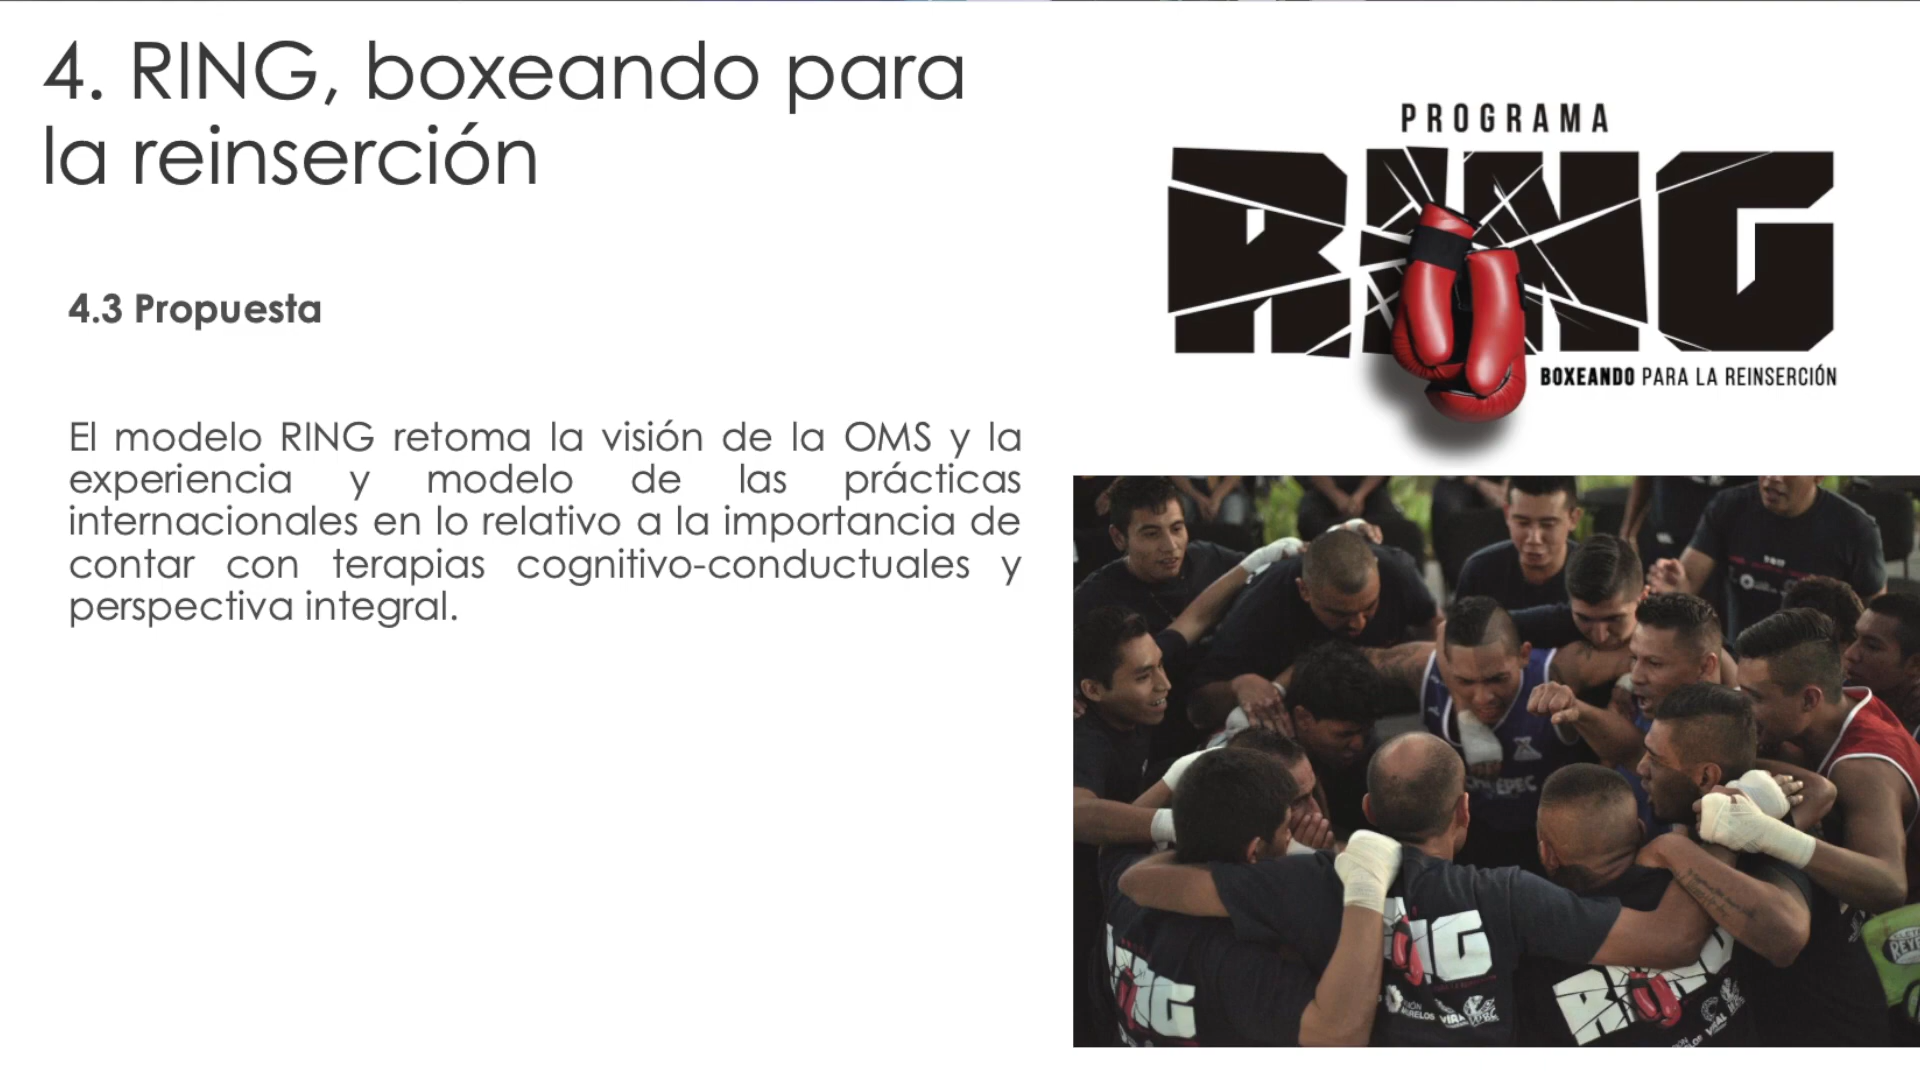 4. RING, boxeando para
la reinserción
PROGRAMA
RING
BOXEANDO PARA LA REINSERCIÓN
4.3 Propuesta
El modelo RING retoma la visión de la OMS y la
experiencia y modelo de las prácticas
internacionales en lo relativo a la importancia de
contar con terapias cognitivo-conductuales y
perspectiva integral.